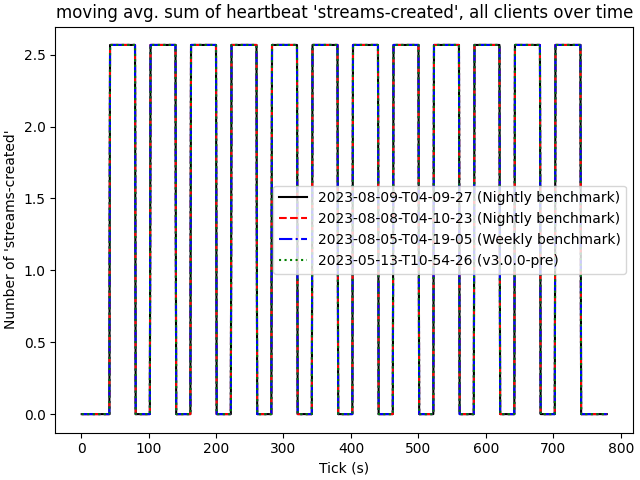 moving avg. sum of heartbeat 'streams-created', all clients over time
Number of 'streams-created'
2.5
2.0
1.5
1.0
0.5
0.0
2023-08-09-T04-09-27 (Nightly benchmark)
2023-08-08-T04-10-23 (Nightly benchmark)
2023-08-05-T04-19-05 (Weekly benchmark)
2023-05-13-T10-54-26 (v3.0.0-pre)
0 100 200 300 400 500 600 700 800
Tick (s)